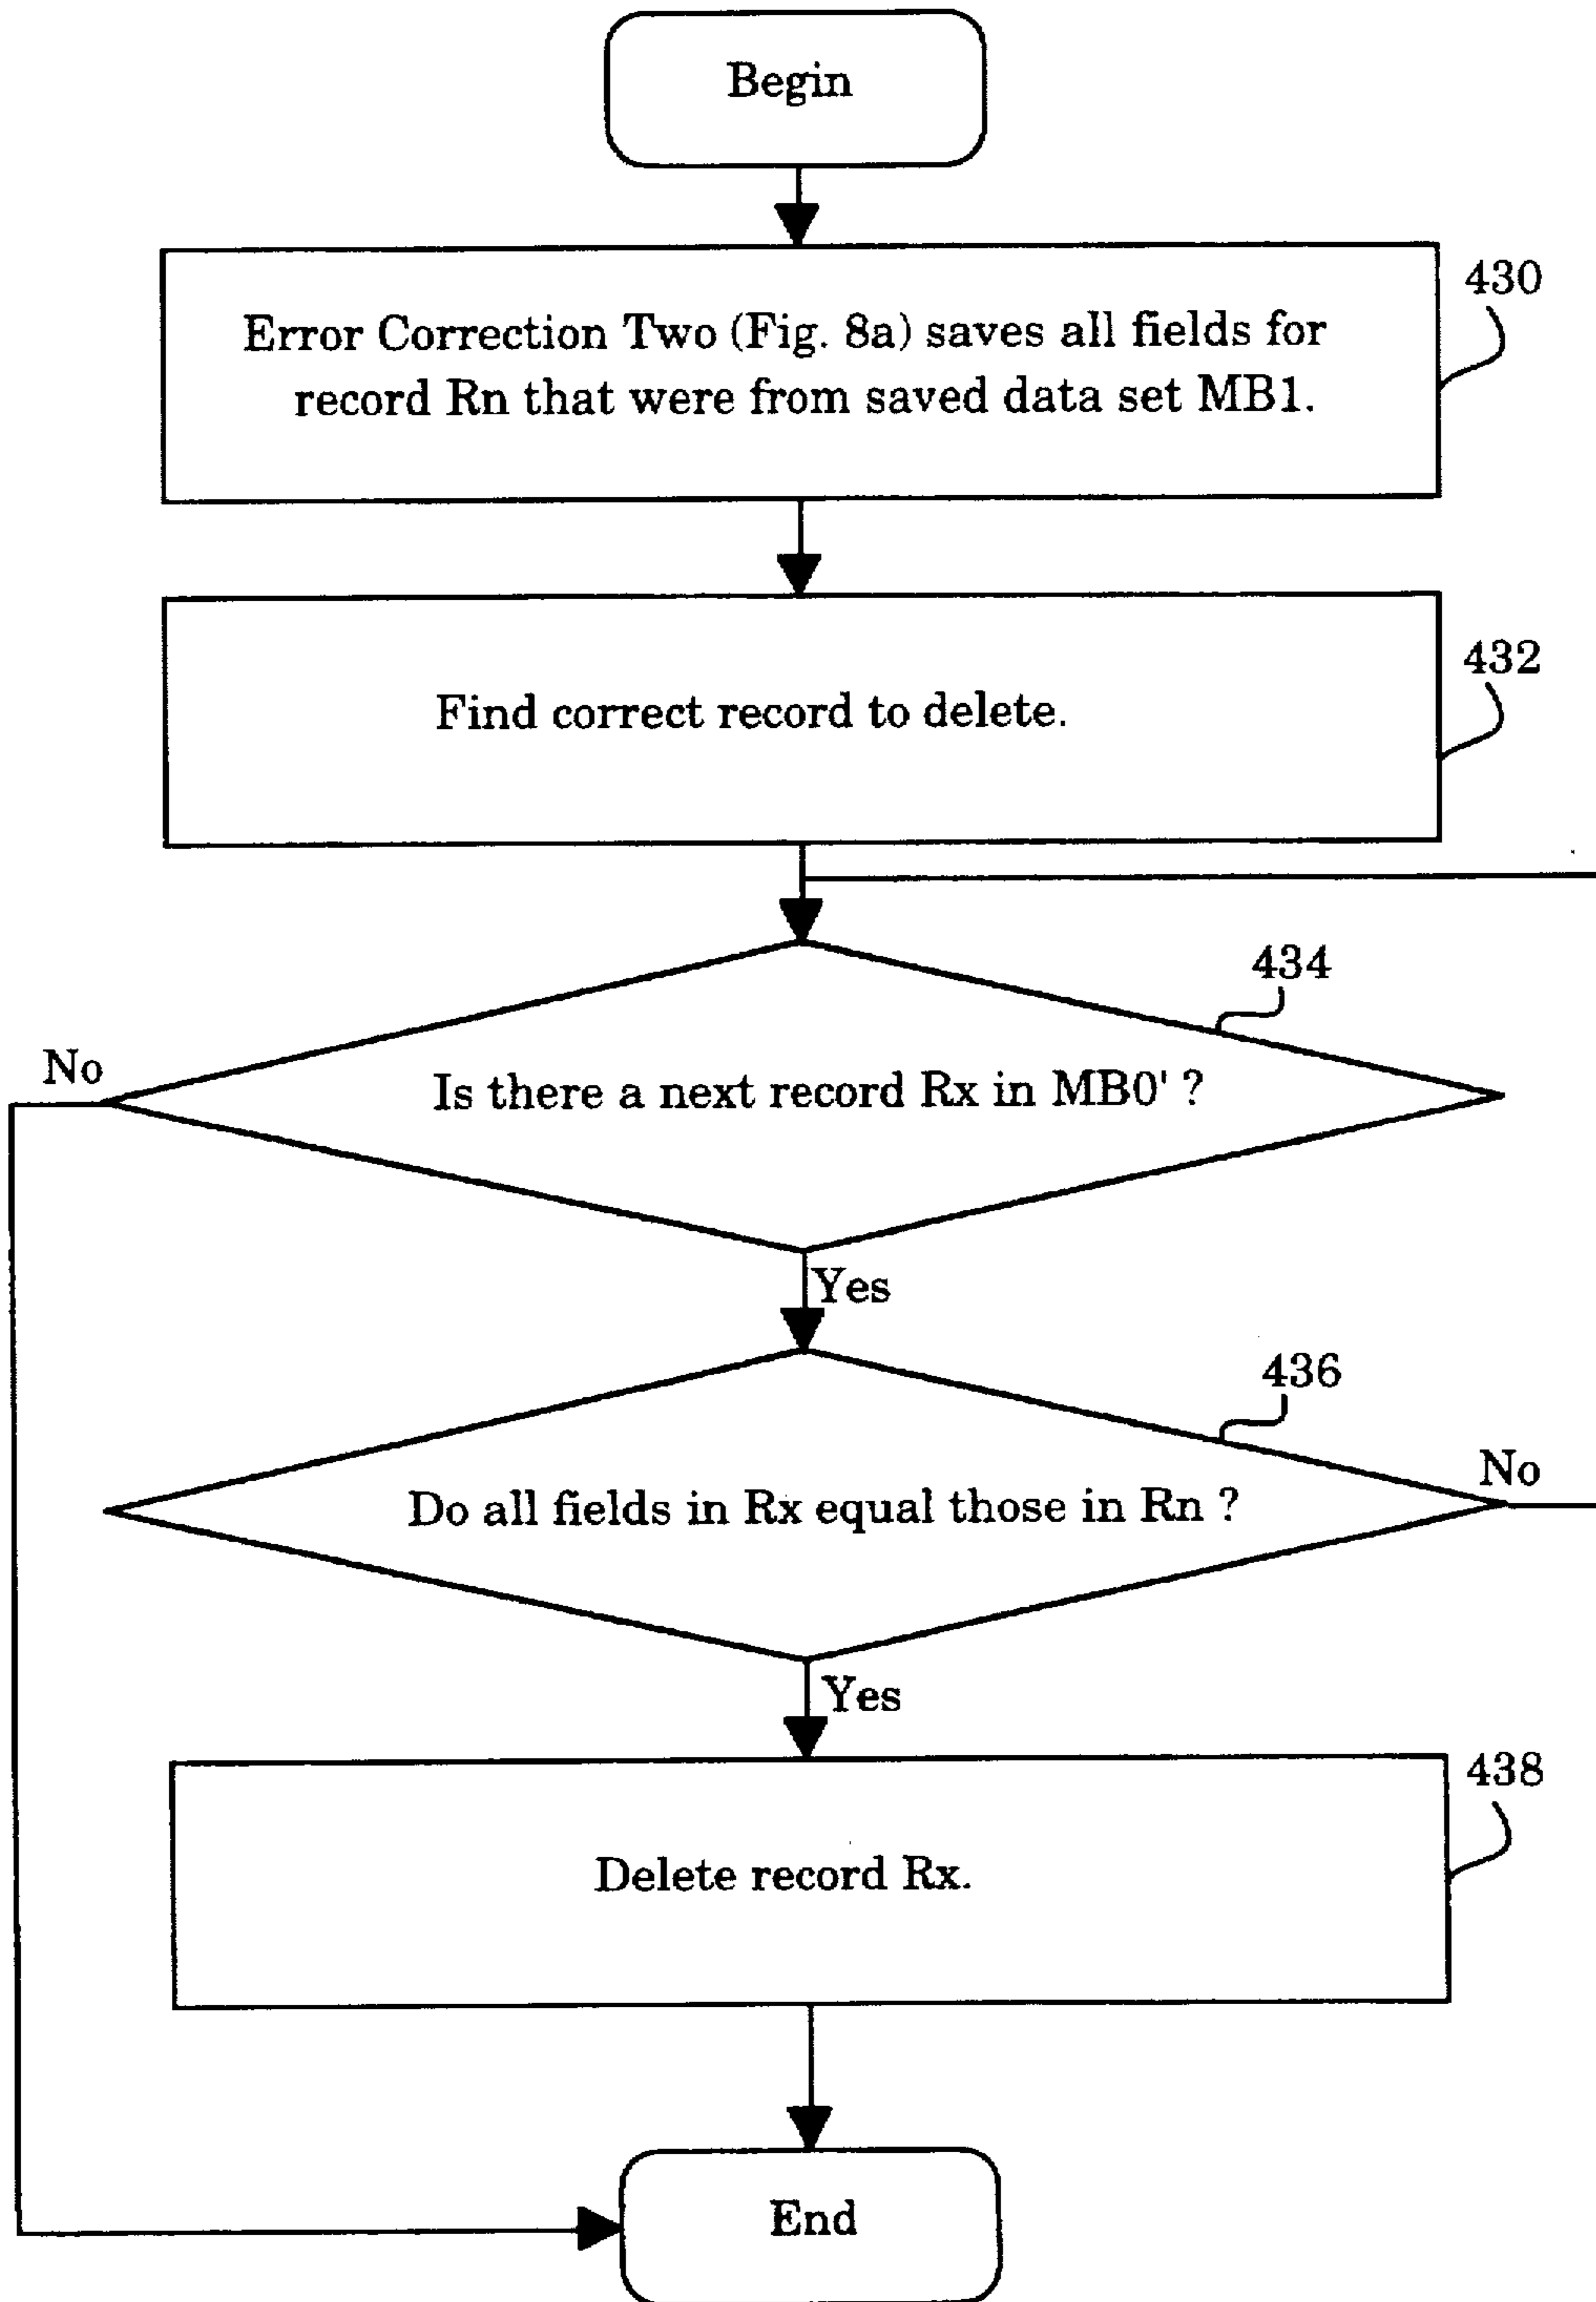 Begin
430
Error Correction Two (Fig. 8a) saves all fields for
record Rn that were from saved data set MB1.
432
Find correct record to delete.
434
No
Is there a next record Rx in MB0' ?
Yes
436
No
Do all fields in Rx equal those in Rn ?
Yes
438
Delete record Rx.
End